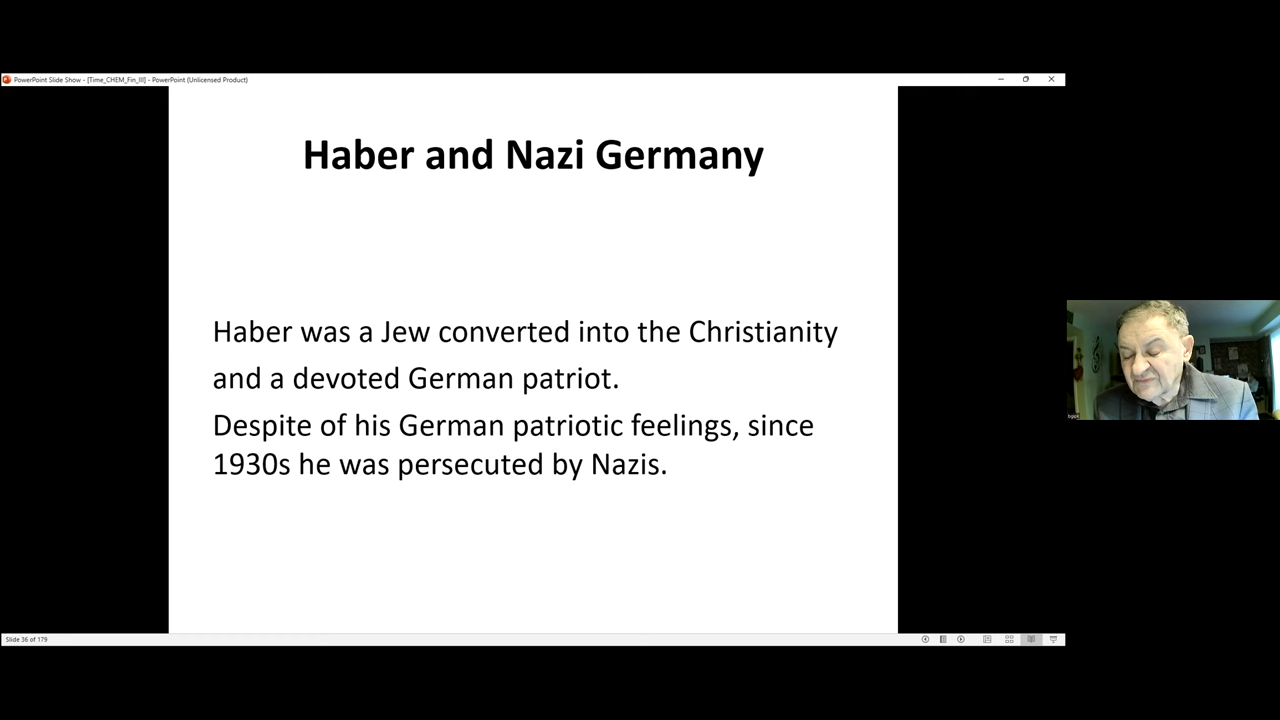 PowerPoint Slide Show - [Time_CHEM_Fin_III] - PowerPoint (Unlicensed Product)
Haber and Nazi Germany
Haber was a Jew converted into the Christianity
and a devoted German patriot.
Despite of his German patriotic feelings, since
1930s he was persecuted by Nazis.
Slide 36 of 179